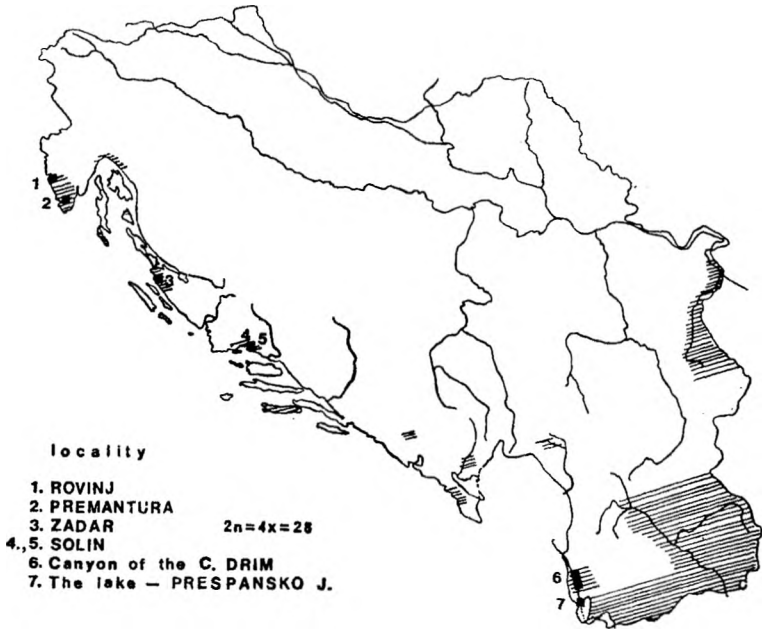 1
2
3
4 5
6
7
locality
1. ROVINJ
2. PREMANTURA
3. ZADAR 2n=4x=28
4.,5. SOLIN
6. Canyon of the C. DRIM
7. The lake — PRESPANSKO J.